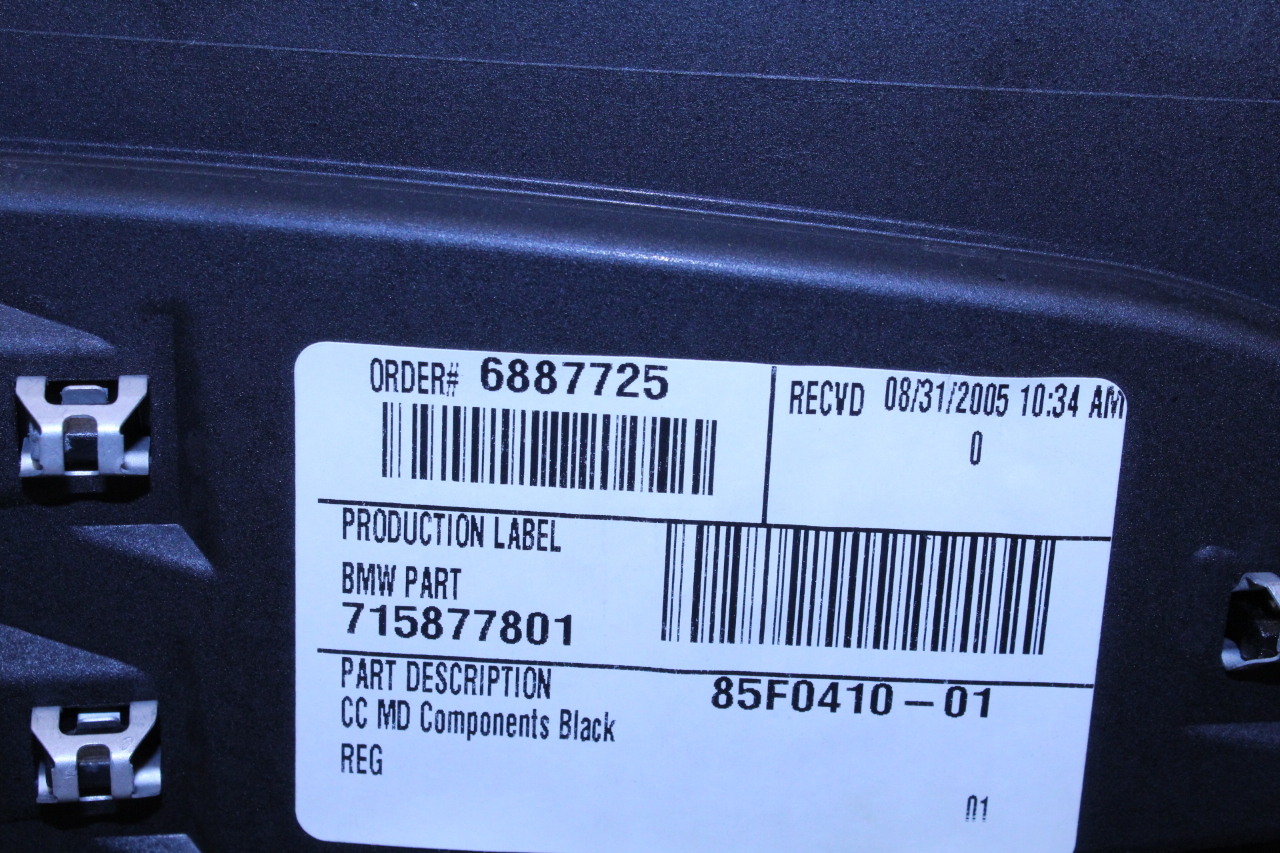 ORDER# 6887725
RECVD 08/31/2005 10:34 AM
0
PRODUCTION LABEL
BMW PART
715877801
PART DESCRIPTION
85F0410-01
CC MD Components Black
REG
01